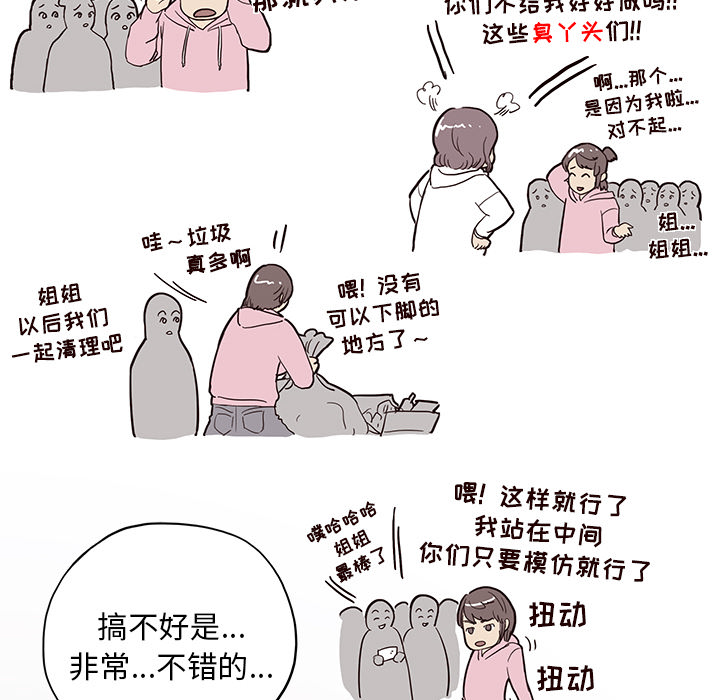 你们不给我好好做吗!!
这些臭丫头们!!
啊...那个...
是因为我啦...
对不起...
姐...
姐姐...
哇～垃圾
真多啊
姐姐
以后我们
一起清理吧
喂! 没有
可以下脚的
地方了～
喂! 这样就行了
我站在中间
你们只要模仿就行了
噗哈哈哈
姐姐
最棒了
扭动
扭动
搞不好是...
非常...不错的...